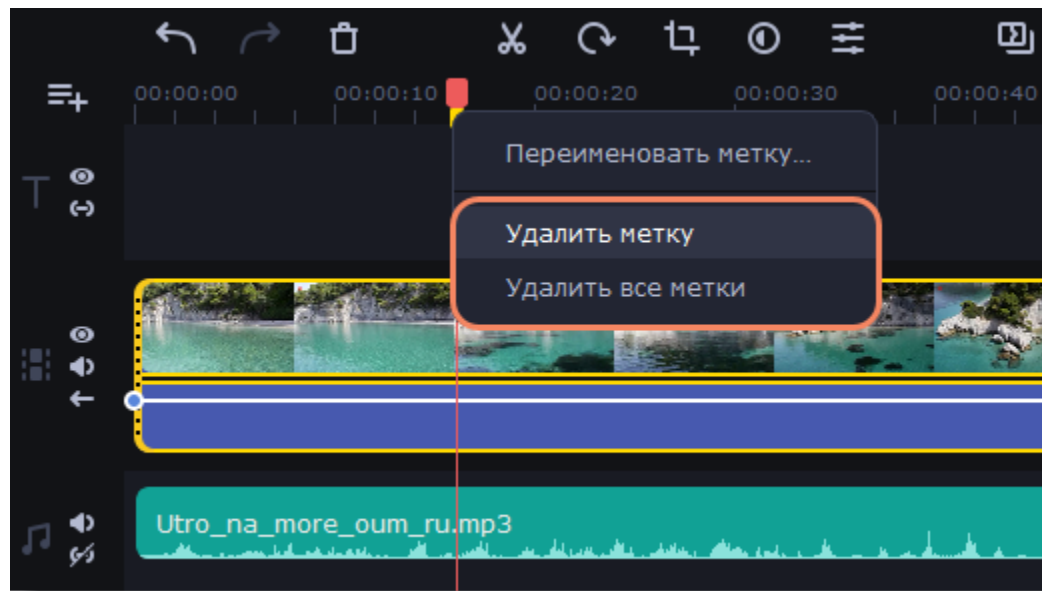 00:00:00 00:00:10 00:00:20 00:00:30 00:00:40
Переименовать метку...
Удалить метку
Удалить все метки
Utro_na_more_oum_ru.mp3